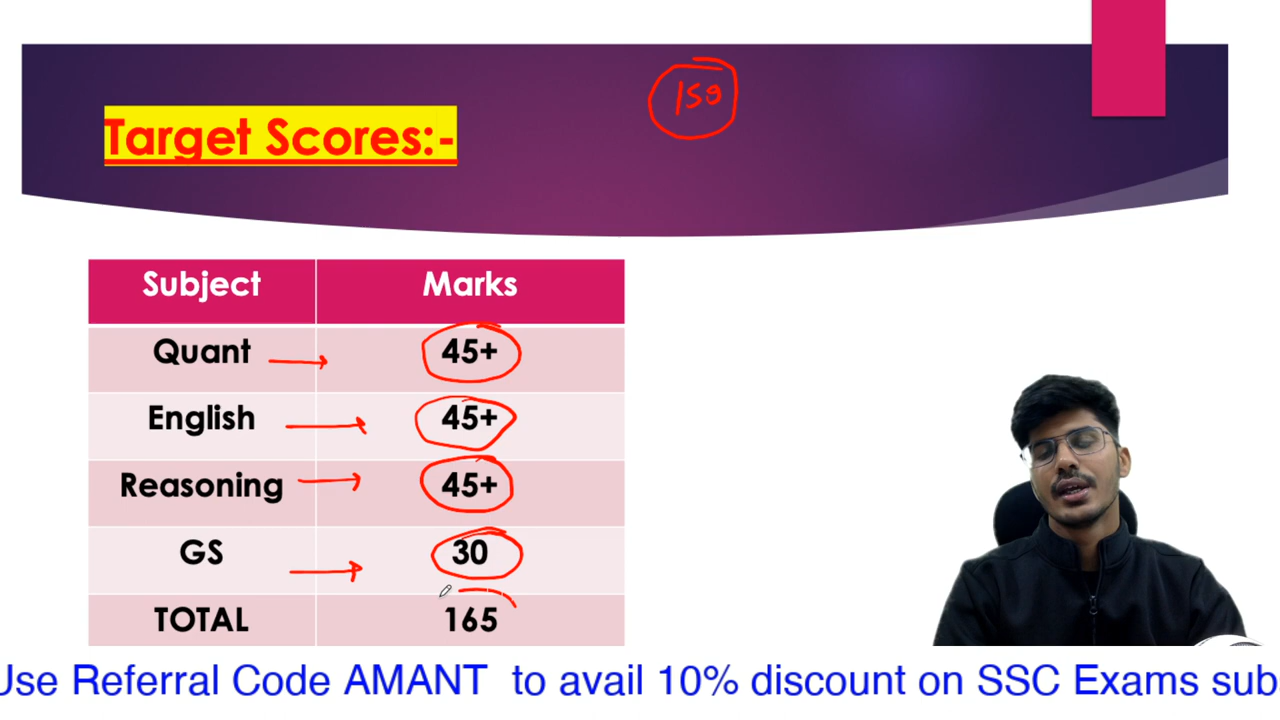 150
Target Scores:-
Subject Marks
Quant 45+
English 45+
Reasoning 45+
GS 30
TOTAL 165
Use Referral Code AMANT to avail 10% discount on SSC Exams sub